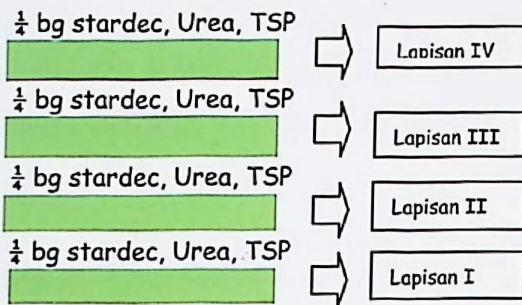 ¼ bg stardec, Urea, TSP
Lapisan IV
¼ bg stardec, Urea, TSP
Lapisan III
¼ bg stardec, Urea, TSP
Lapisan II
¼ bg stardec, Urea, TSP
Lapisan I